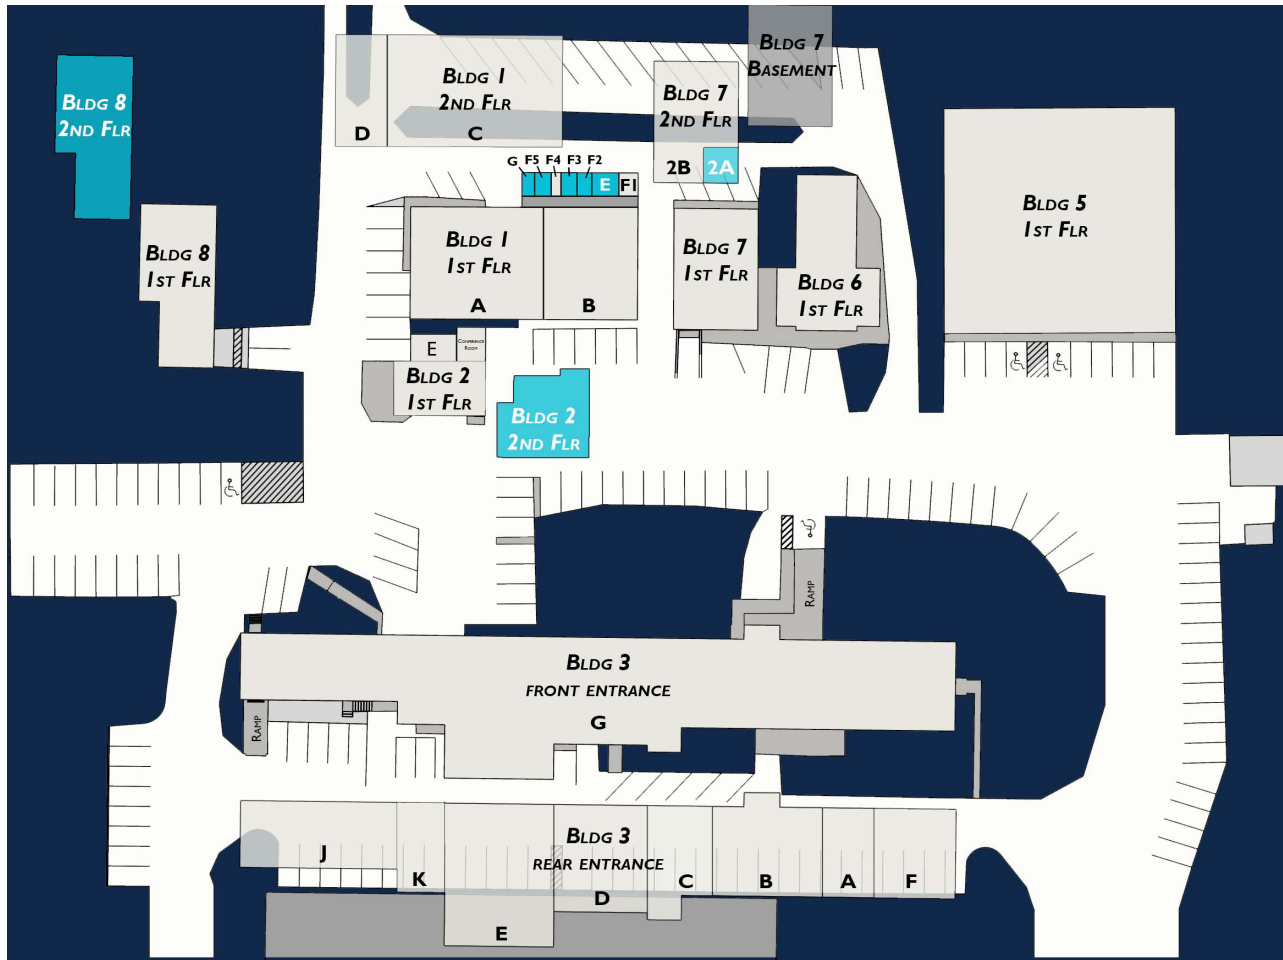 BLDG 7
BASEMENT
BLDG 1
2ND FLR
D
C
BLDG 7
2ND FLR
2B
2A
BLDG 8
2ND FLR
G F5 F4 F3 F2
E
F1
BLDG 5
1ST FLR
BLDG 8
1ST FLR
BLDG 1
1ST FLR
A
B
BLDG 7
1ST FLR
BLDG 6
1ST FLR
E
CONFERENCE
ROOM
BLDG 2
1ST FLR
BLDG 2
2ND FLR
RAMP
BLDG 3
FRONT ENTRANCE
G
RAMP
BLDG 3
REAR ENTRANCE
J
K
E
D
C
B
A
F